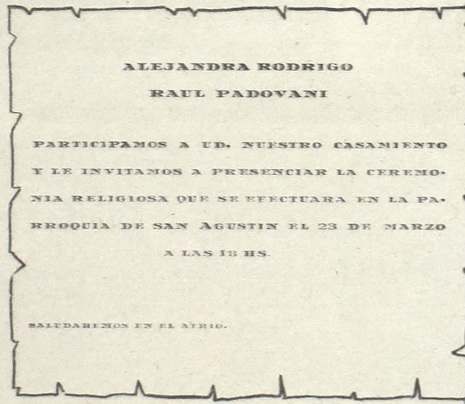 ALEJANDRA RODRIGO
RAUL PADOVANI
PARTICIPAMOS A UD. NUESTRO CASAMIENTO
Y LE INVITAMOS A PRESENCIAR LA CEREMO-
NIA RELIGIOSA QUE SE EFECTUARA EN LA PA-
RROQUIA DE SAN AGUSTIN EL 23 DE MARZO
A LAS 18 HS.
SALUDAREMOS EN EL ATRIO.